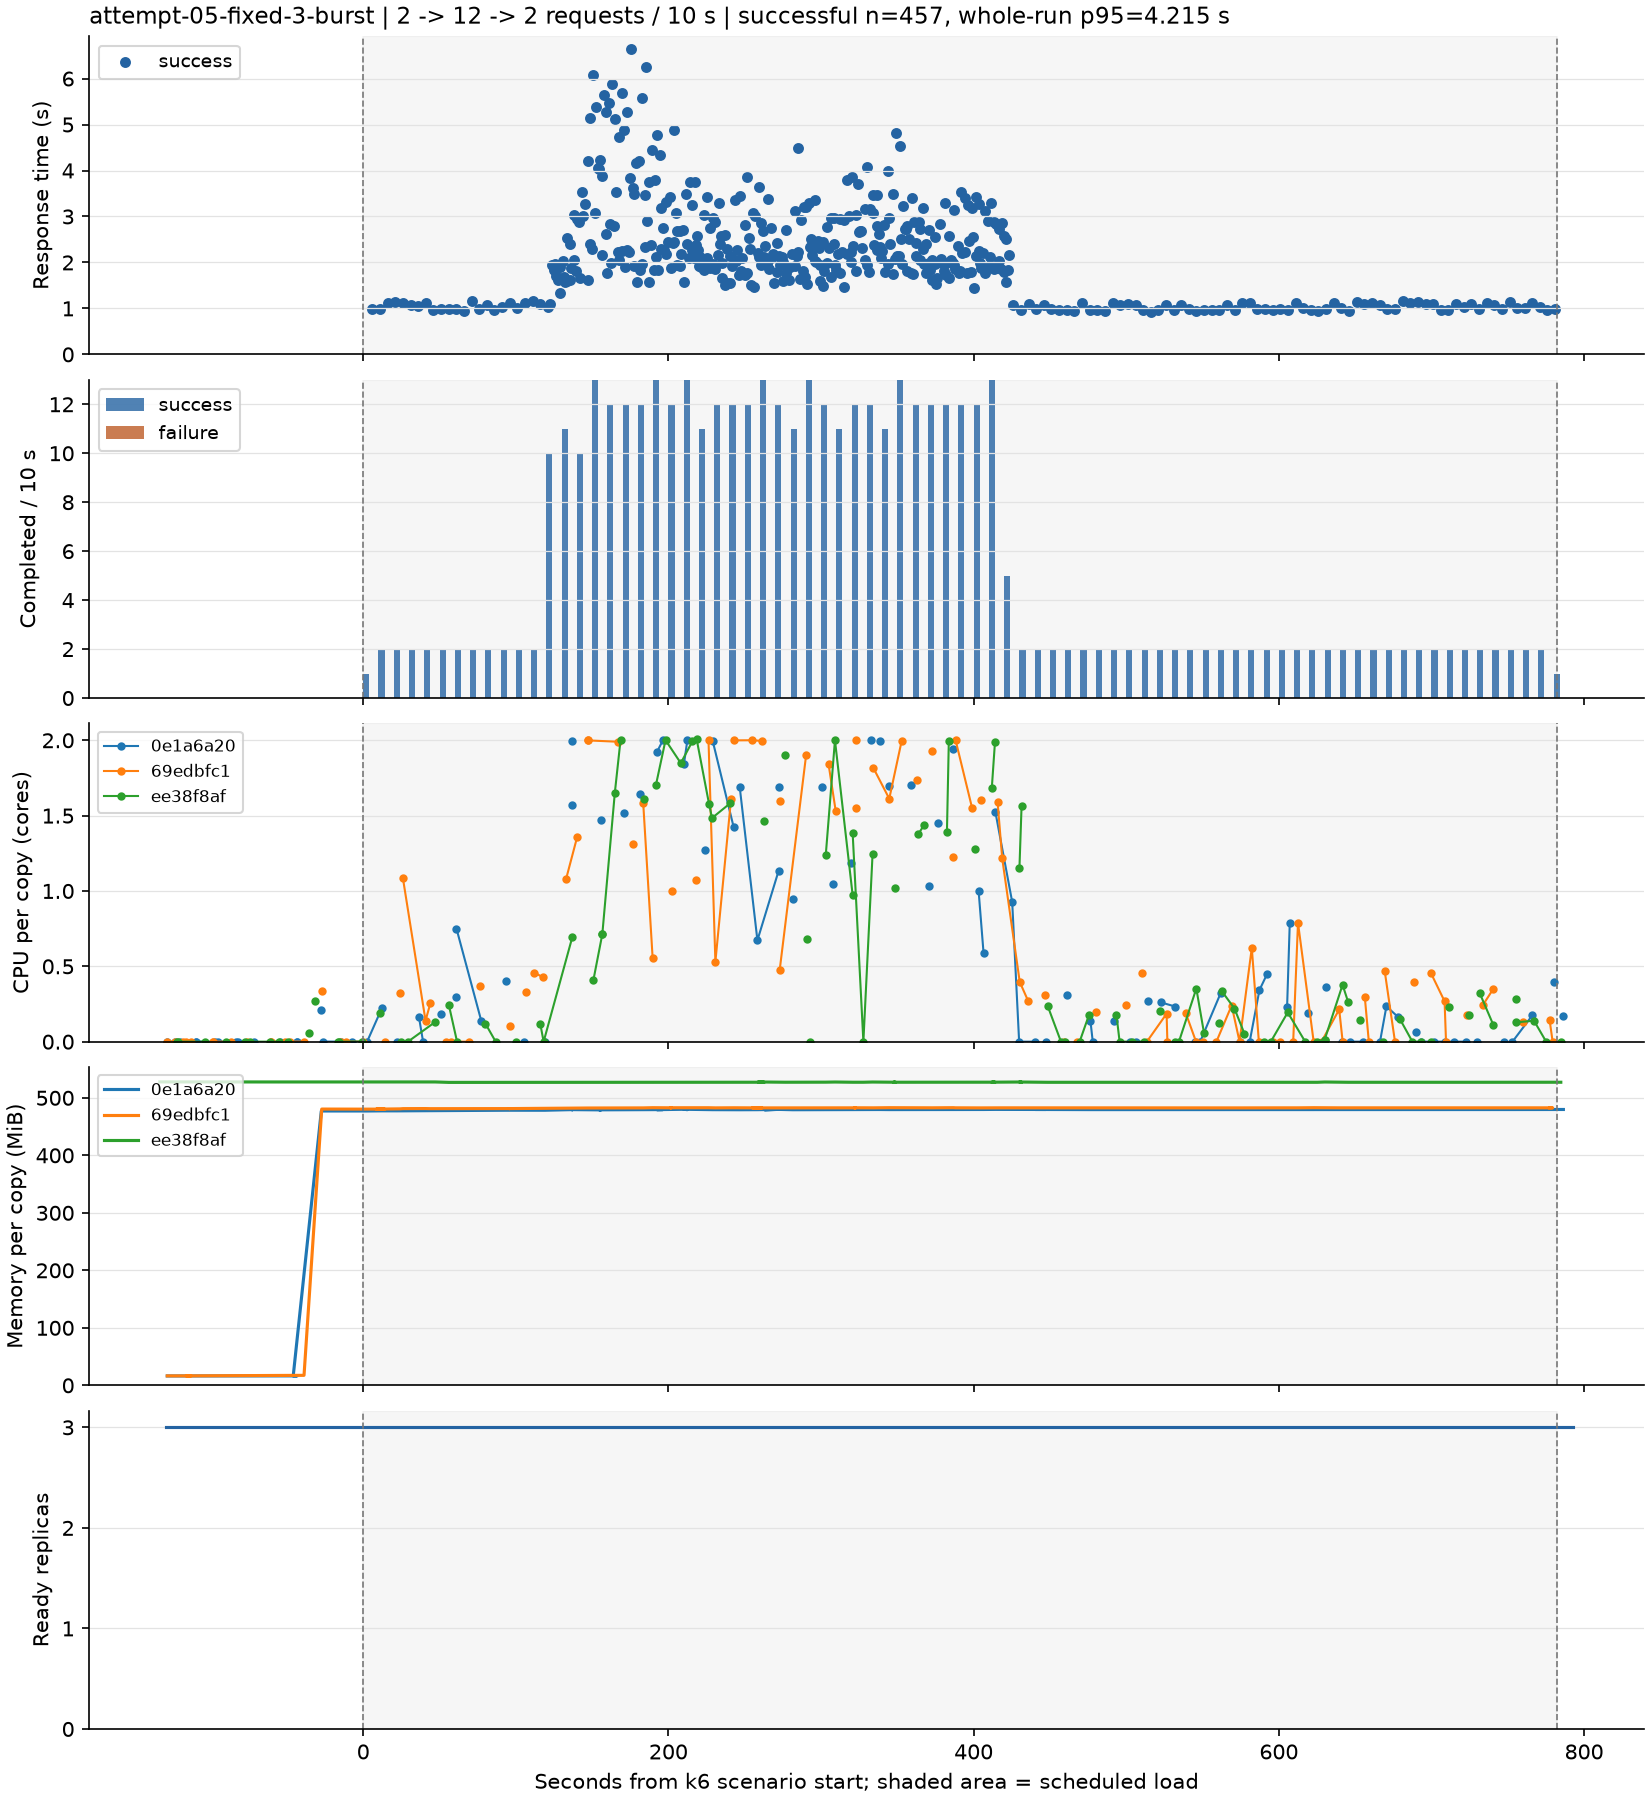 attempt-05-fixed-3-burst | 2 -> 12 -> 2 requests / 10 s | successful n=457, whole-run p95=4.215 s
success
Response time (s)
6
5
4
3
2
1
0
success
failure
Completed / 10 s
12
10
8
6
4
2
0
0e1a6a20
69edbfc1
ee38f8af
CPU per copy (cores)
2.0
1.5
1.0
0.5
0.0
0e1a6a20
69edbfc1
ee38f8af
Memory per copy (MiB)
500
400
300
200
100
0
Ready replicas
3
2
1
0
0 200 400 600 800
Seconds from k6 scenario start; shaded area = scheduled load